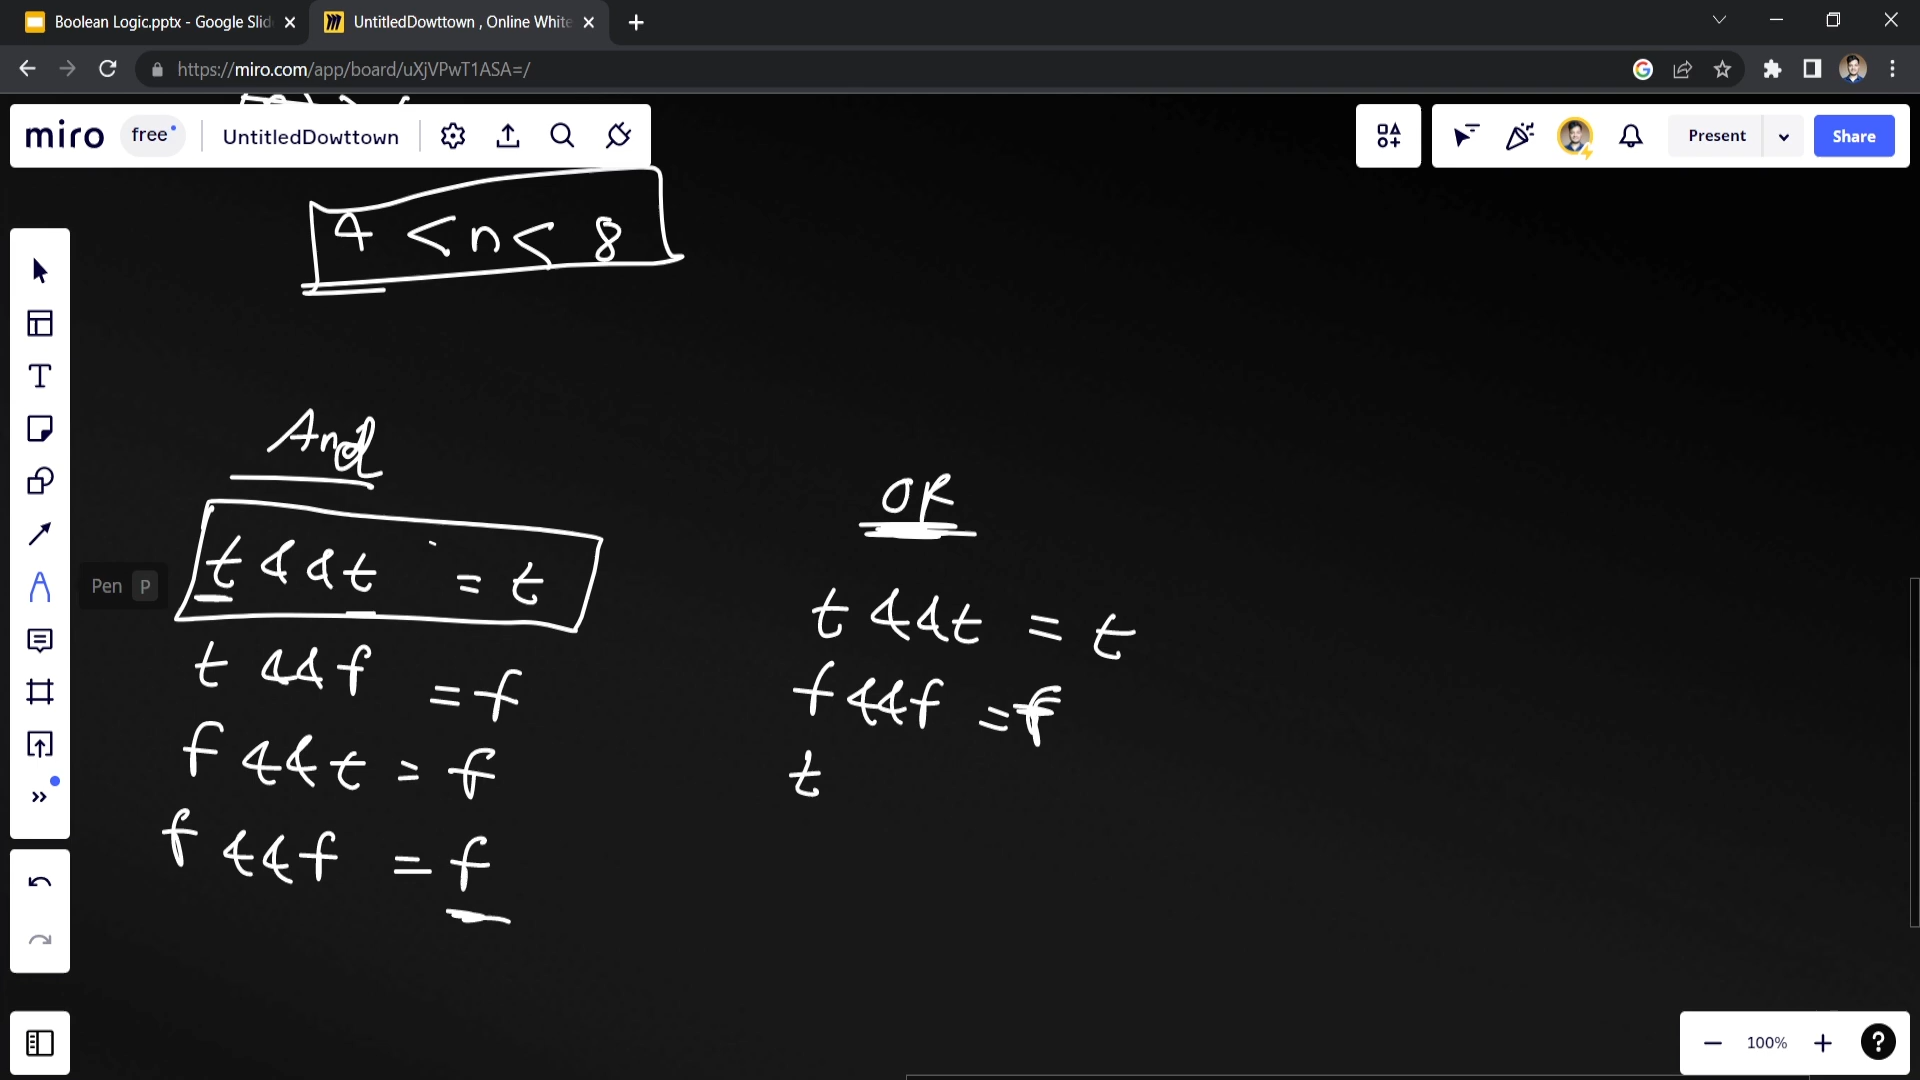 Boolean Logic.pptx - Google Slid
UntitledDowttown , Online White
https://miro.com/app/board/uXjVPwT1ASA=/
miro free UntitledDowttown
Present
Share
4 < n < 8
And
t && t = t
t && f = f
f && t = f
f && f = f
OR
t && t = t
f && f = f
t
Pen P
100%
?